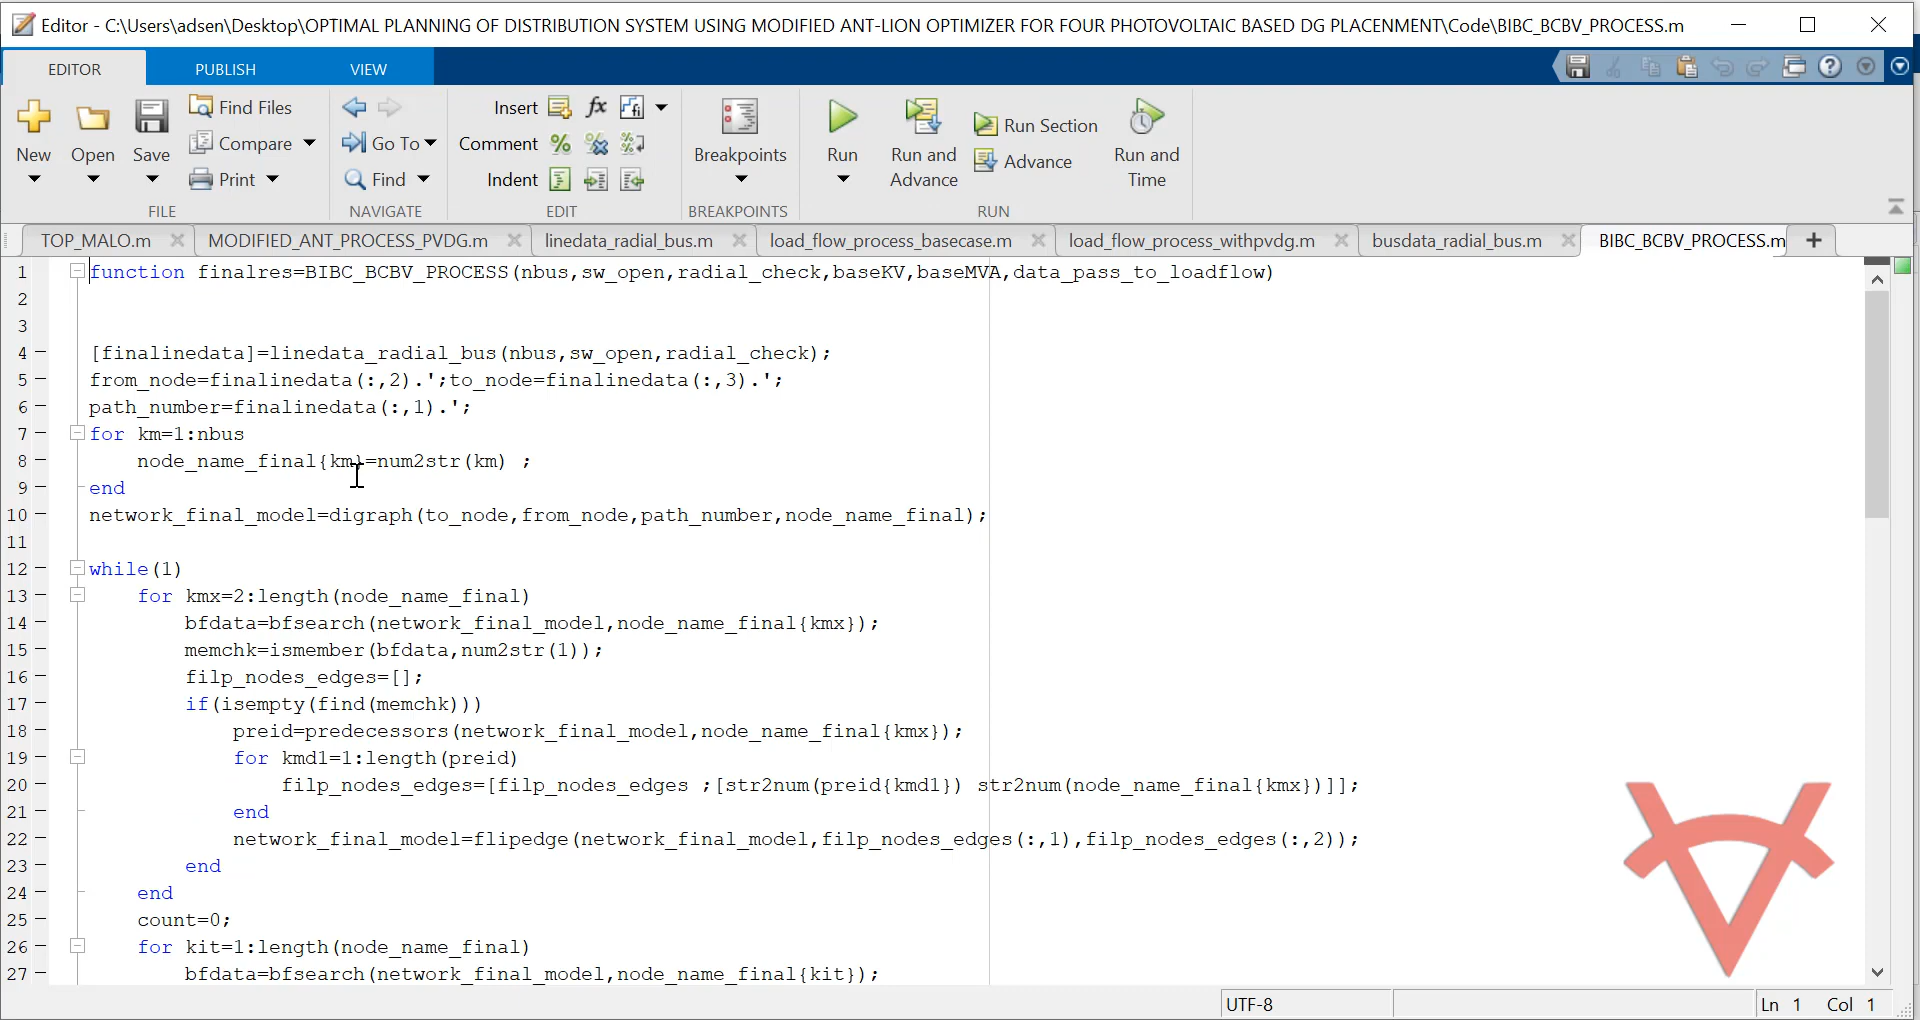 Editor - C:\Users\adsen\Desktop\OPTIMAL PLANNING OF DISTRIBUTION SYSTEM USING MODIFIED ANT-LION OPTIMIZER FOR FOUR PHOTOVOLTAIC BASED DG PLACENMENT\Code\BIBC_BCBV_PROCESS.m
EDITOR PUBLISH VIEW
Find Files Insert fx fi
New Open Save Compare Go To Comment % Breakpoints Run Run and Advance Run Section Run and Time
Print Find Indent Advance
FILE NAVIGATE EDIT BREAKPOINTS RUN
TOP_MALO.m MODIFIED_ANT_PROCESS_PVDG.m linedata_radial_bus.m load_flow_process_basecase.m load_flow_process_withpvdg.m busdata_radial_bus.m BIBC_BCBV_PROCESS.m +
1 function finalres=BIBC_BCBV_PROCESS(nbus,sw_open,radial_check,baseKV,baseMVA,data_pass_to_loadflow)
2
3
4 [finalinedata]=linedata_radial_bus(nbus,sw_open,radial_check);
5 from_node=finalinedata(:,2).';to_node=finalinedata(:,3).';
6 path_number=finalinedata(:,1).';
7 for km=1:nbus
8 node_name_final{km}=num2str(km) ;
9 end
10 network_final_model=digraph(to_node,from_node,path_number,node_name_final);
11
12 while(1)
13 for kmx=2:length(node_name_final)
14 bfdata=bfsearch(network_final_model,node_name_final{kmx});
15 memchk=ismember(bfdata,num2str(1));
16 filp_nodes_edges=[];
17 if(isempty(find(memchk)))
18 preid=predecessors(network_final_model,node_name_final{kmx});
19 for kmd1=1:length(preid)
20 filp_nodes_edges=[filp_nodes_edges ;[str2num(preid{kmd1}) str2num(node_name_final{kmx})]];
21 end
22 network_final_model=flipedge(network_final_model,filp_nodes_edges(:,1),filp_nodes_edges(:,2));
23 end
24 end
25 count=0;
26 for kit=1:length(node_name_final)
27 bfdata=bfsearch(network_final_model,node_name_final{kit});
UTF-8 Ln 1 Col 1